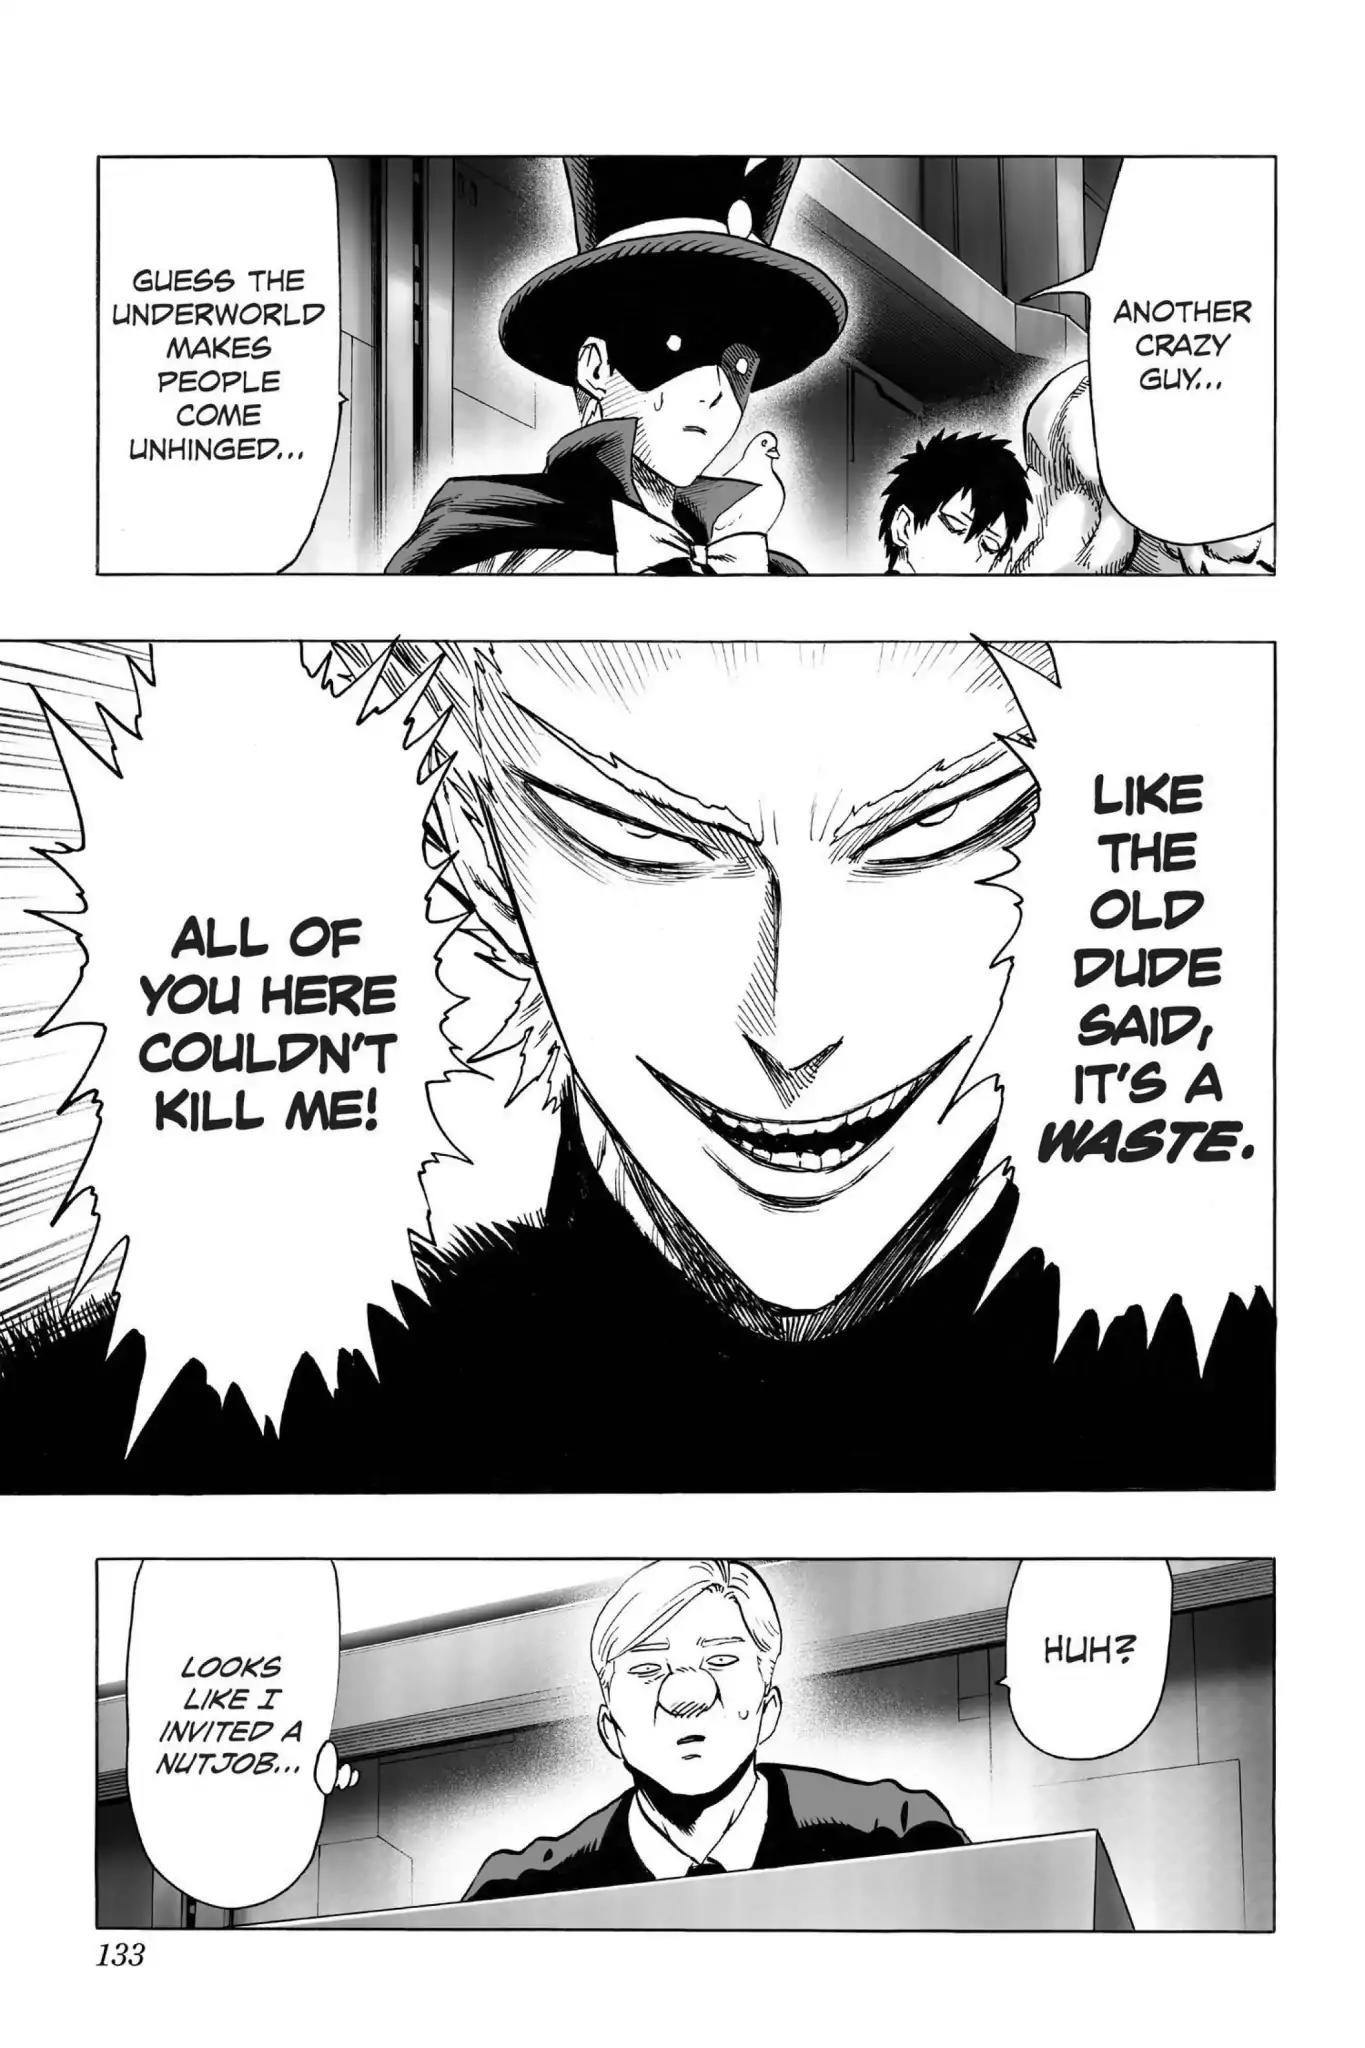 ANOTHER
CRAZY
GUY...
GUESS THE
UNDERWORLD
MAKES
PEOPLE
COME
UNHINGED...
LIKE
THE
OLD
DUDE
SAID,
IT'S A
WASTE.
ALL OF
YOU HERE
COULDN'T
KILL ME!
HUH?
LOOKS
LIKE I
INVITED A
NUTJOB...
133